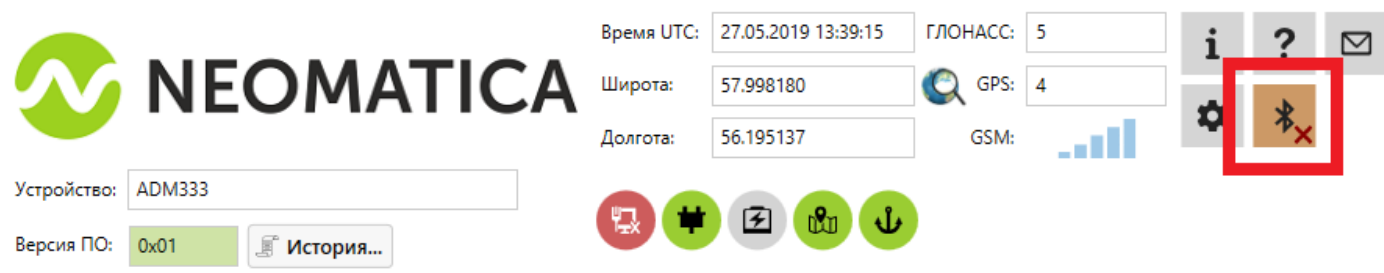 NEOMATICA
Время UTC: 27.05.2019 13:39:15 ГЛОНАСС: 5
Широта: 57.998180 GPS: 4
Долгота: 56.195137 GSM:
i ?
Устройство: ADM333
Версия ПО: 0x01 История...